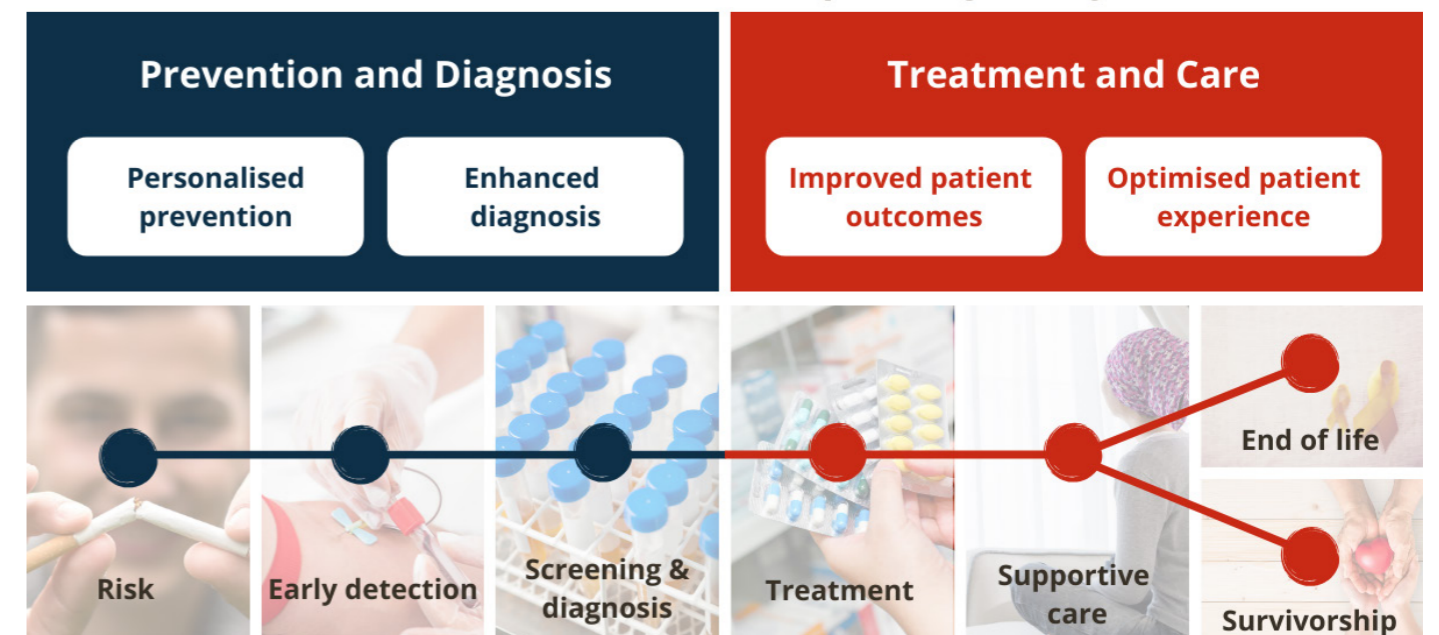 Prevention and Diagnosis
Treatment and Care
Personalised
prevention
Enhanced
diagnosis
Improved patient
outcomes
Optimised patient
experience
Risk
Early detection
Screening &
diagnosis
Treatment
Supportive
care
End of life
Survivorship